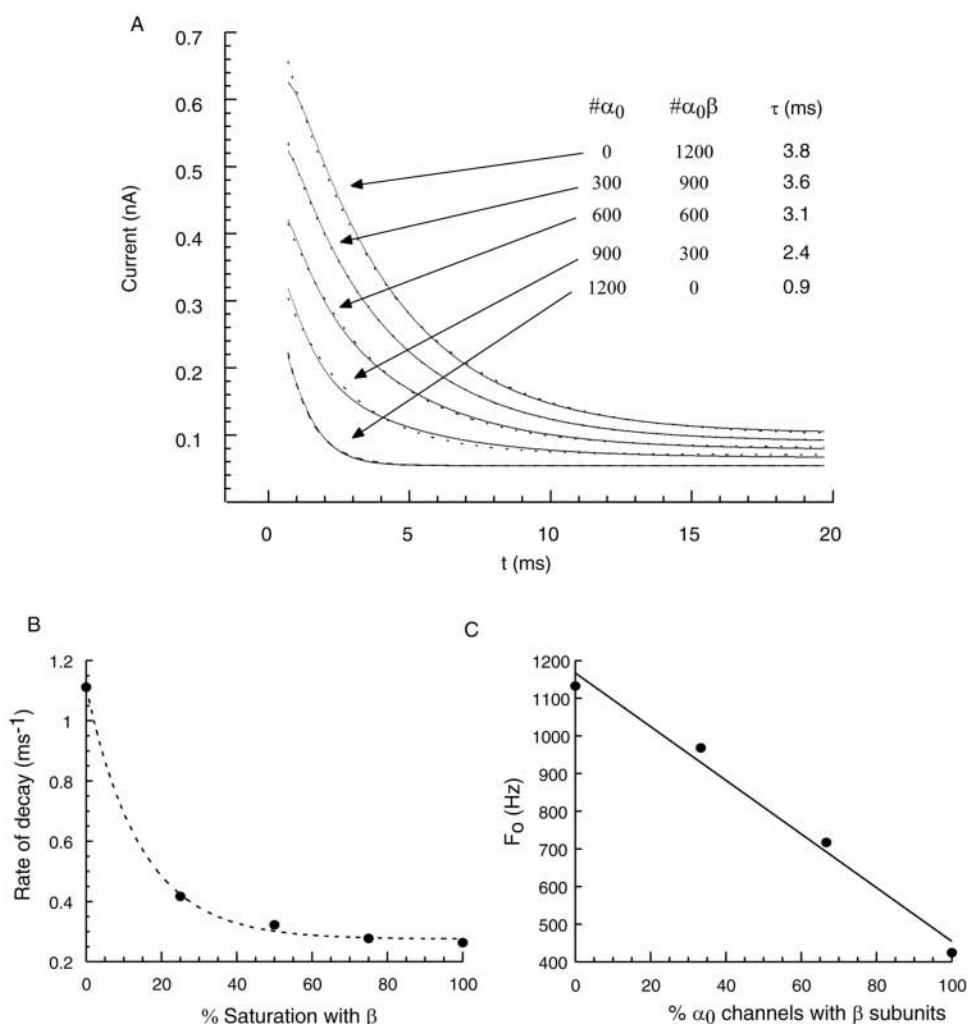 A
0.7
0.6
0.5
0.4
0.3
0.2
0.1
Current (nA)
0 5 10 15 20
t (ms)
#α0 #α0β τ (ms)
0 1200 3.8
300 900 3.6
600 600 3.1
900 300 2.4
1200 0 0.9
B
1.2
1
0.8
0.6
0.4
0.2
Rate of decay (ms-1)
0 20 40 60 80 100
% Saturation with β
C
1200
1100
1000
900
800
700
600
500
400
Fo (Hz)
0 20 40 60 80 100
% α0 channels with β subunits